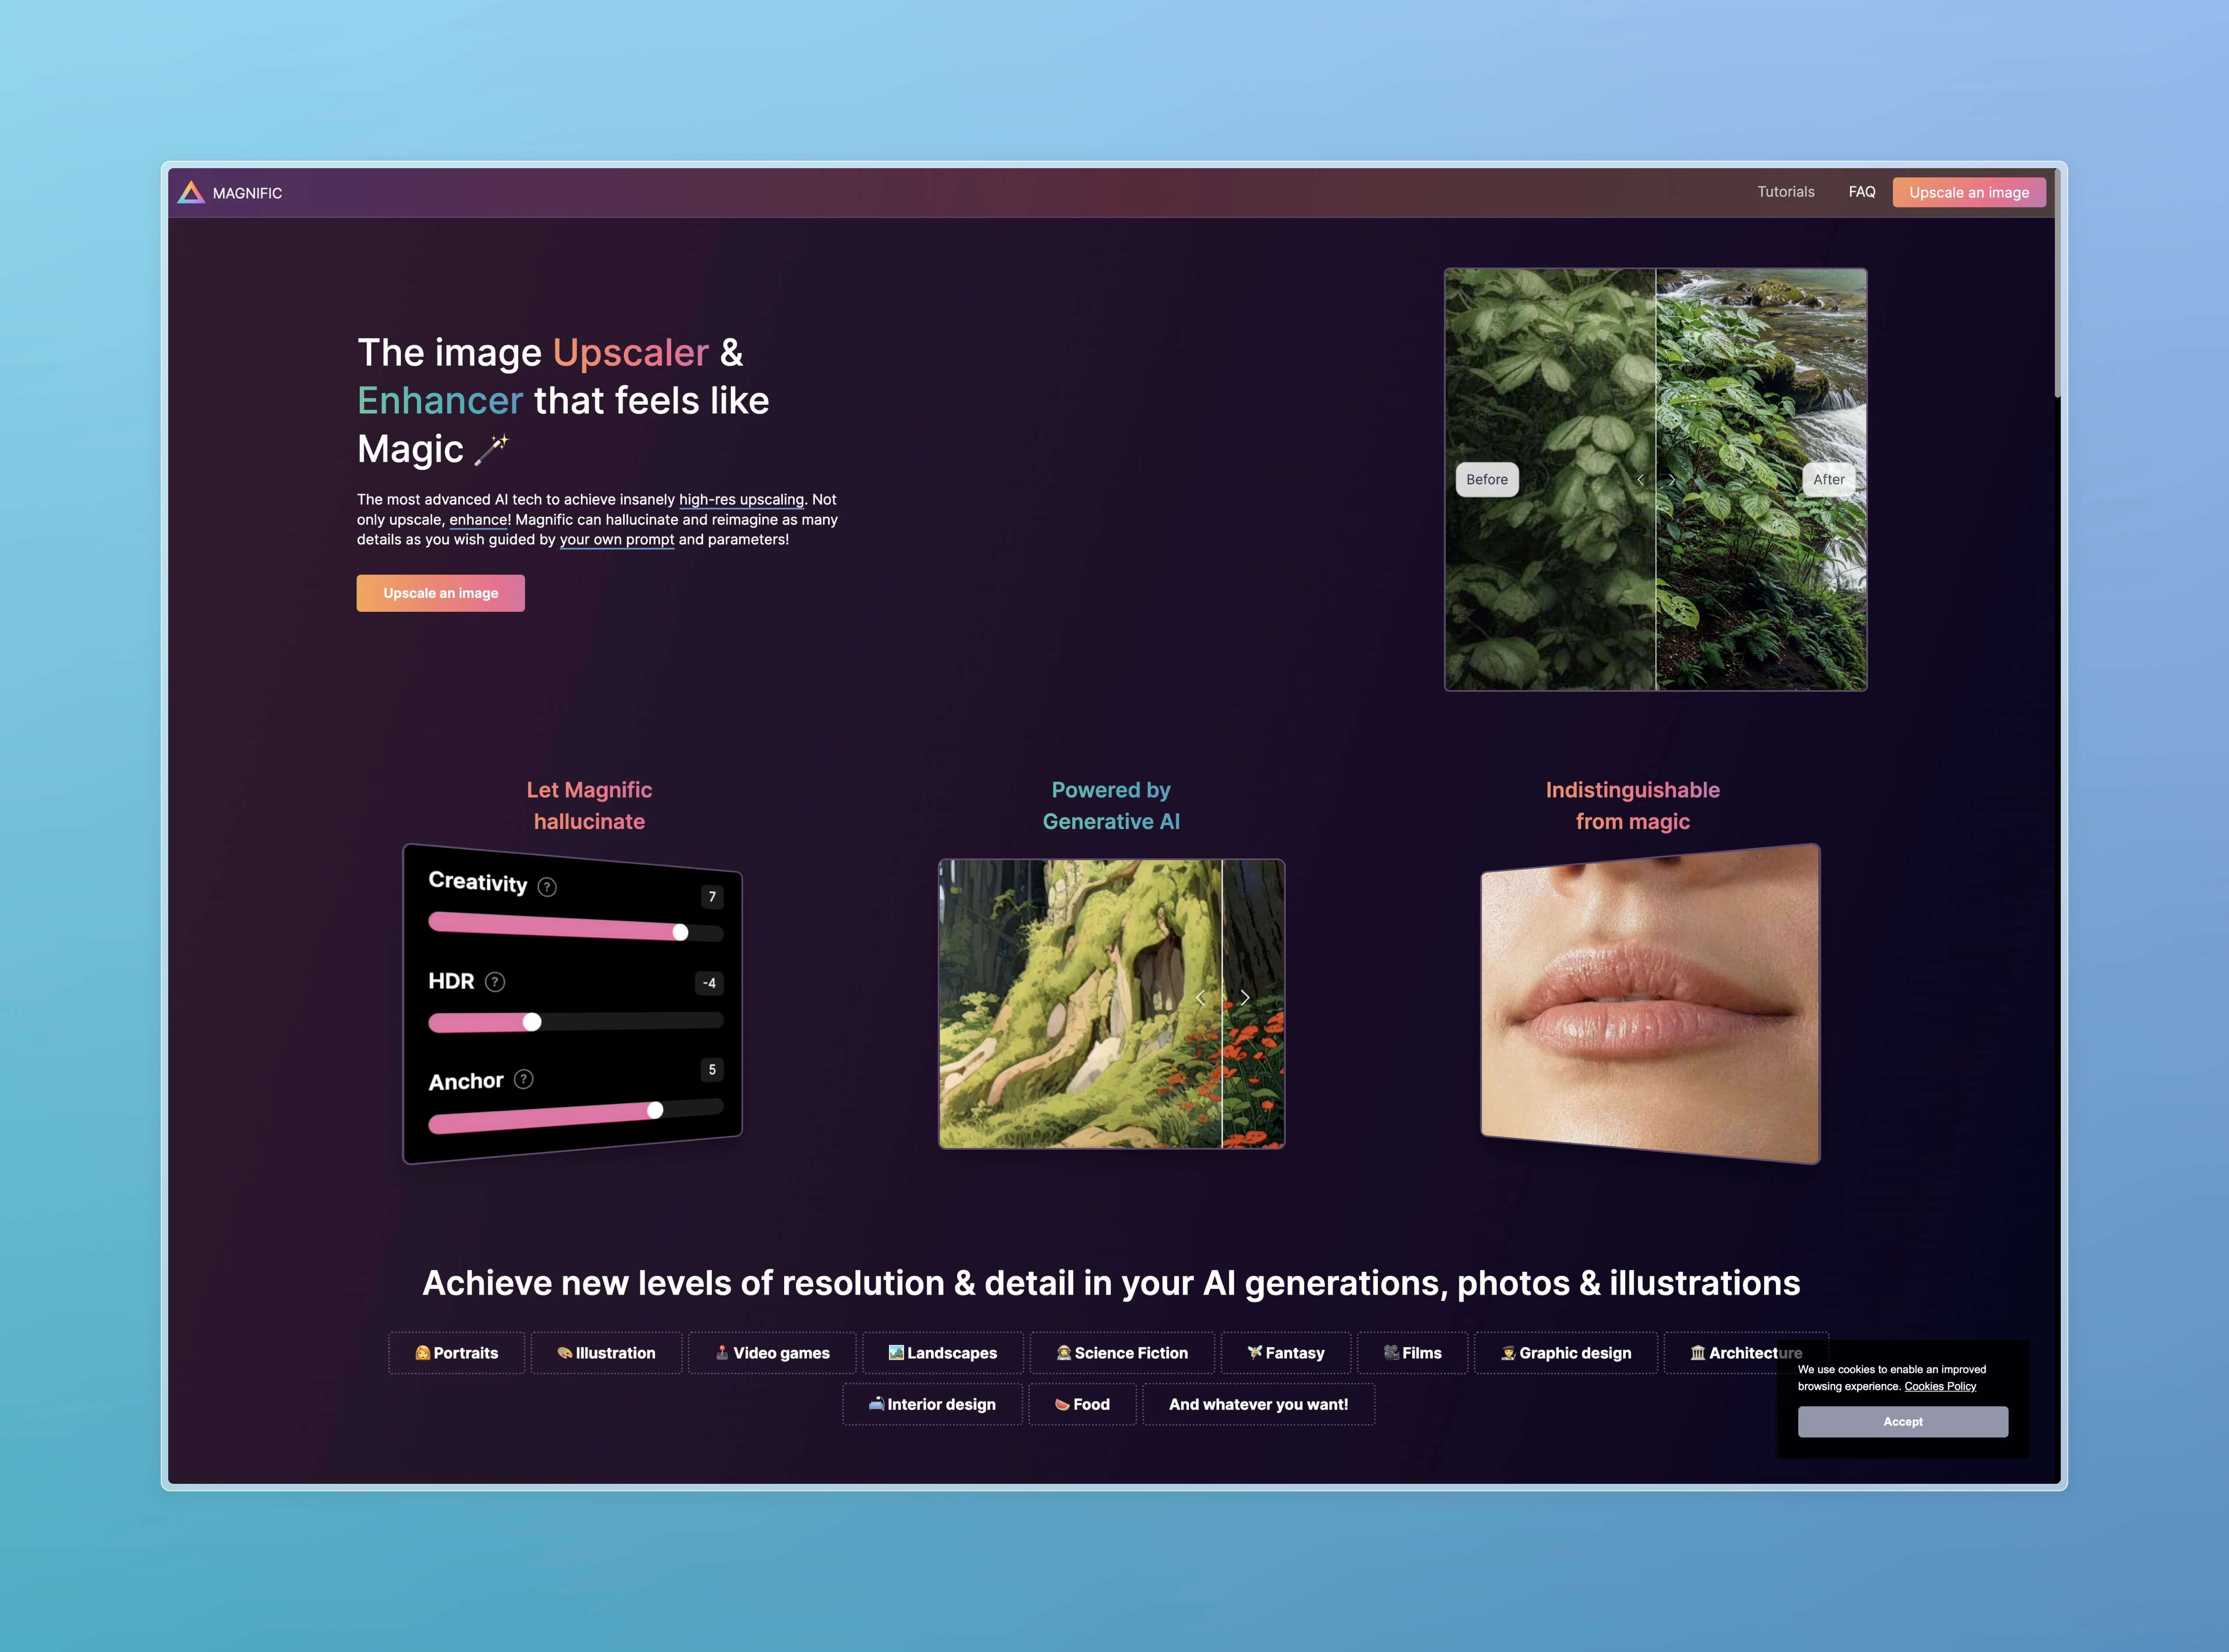 MAGNIFIC
Tutorials
FAQ
Upscale an image
The image Upscaler &
Enhancer that feels like
Magic 🪄
The most advanced AI tech to achieve insanely high-res upscaling. Not
only upscale, enhance! Magnific can hallucinate and reimagine as many
details as you wish guided by your own prompt and parameters!
Upscale an image
Before
After
Let Magnific
hallucinate
Creativity ?
7
HDR ?
-4
Anchor ?
5
Powered by
Generative AI
Indistinguishable
from magic
Achieve new levels of resolution & detail in your AI generations, photos & illustrations
Portraits
Illustration
Video games
Landscapes
Science Fiction
Fantasy
Films
Graphic design
Architecture
Interior design
Food
And whatever you want!
We use cookies to enable an improved
browsing experience. Cookies Policy
Accept